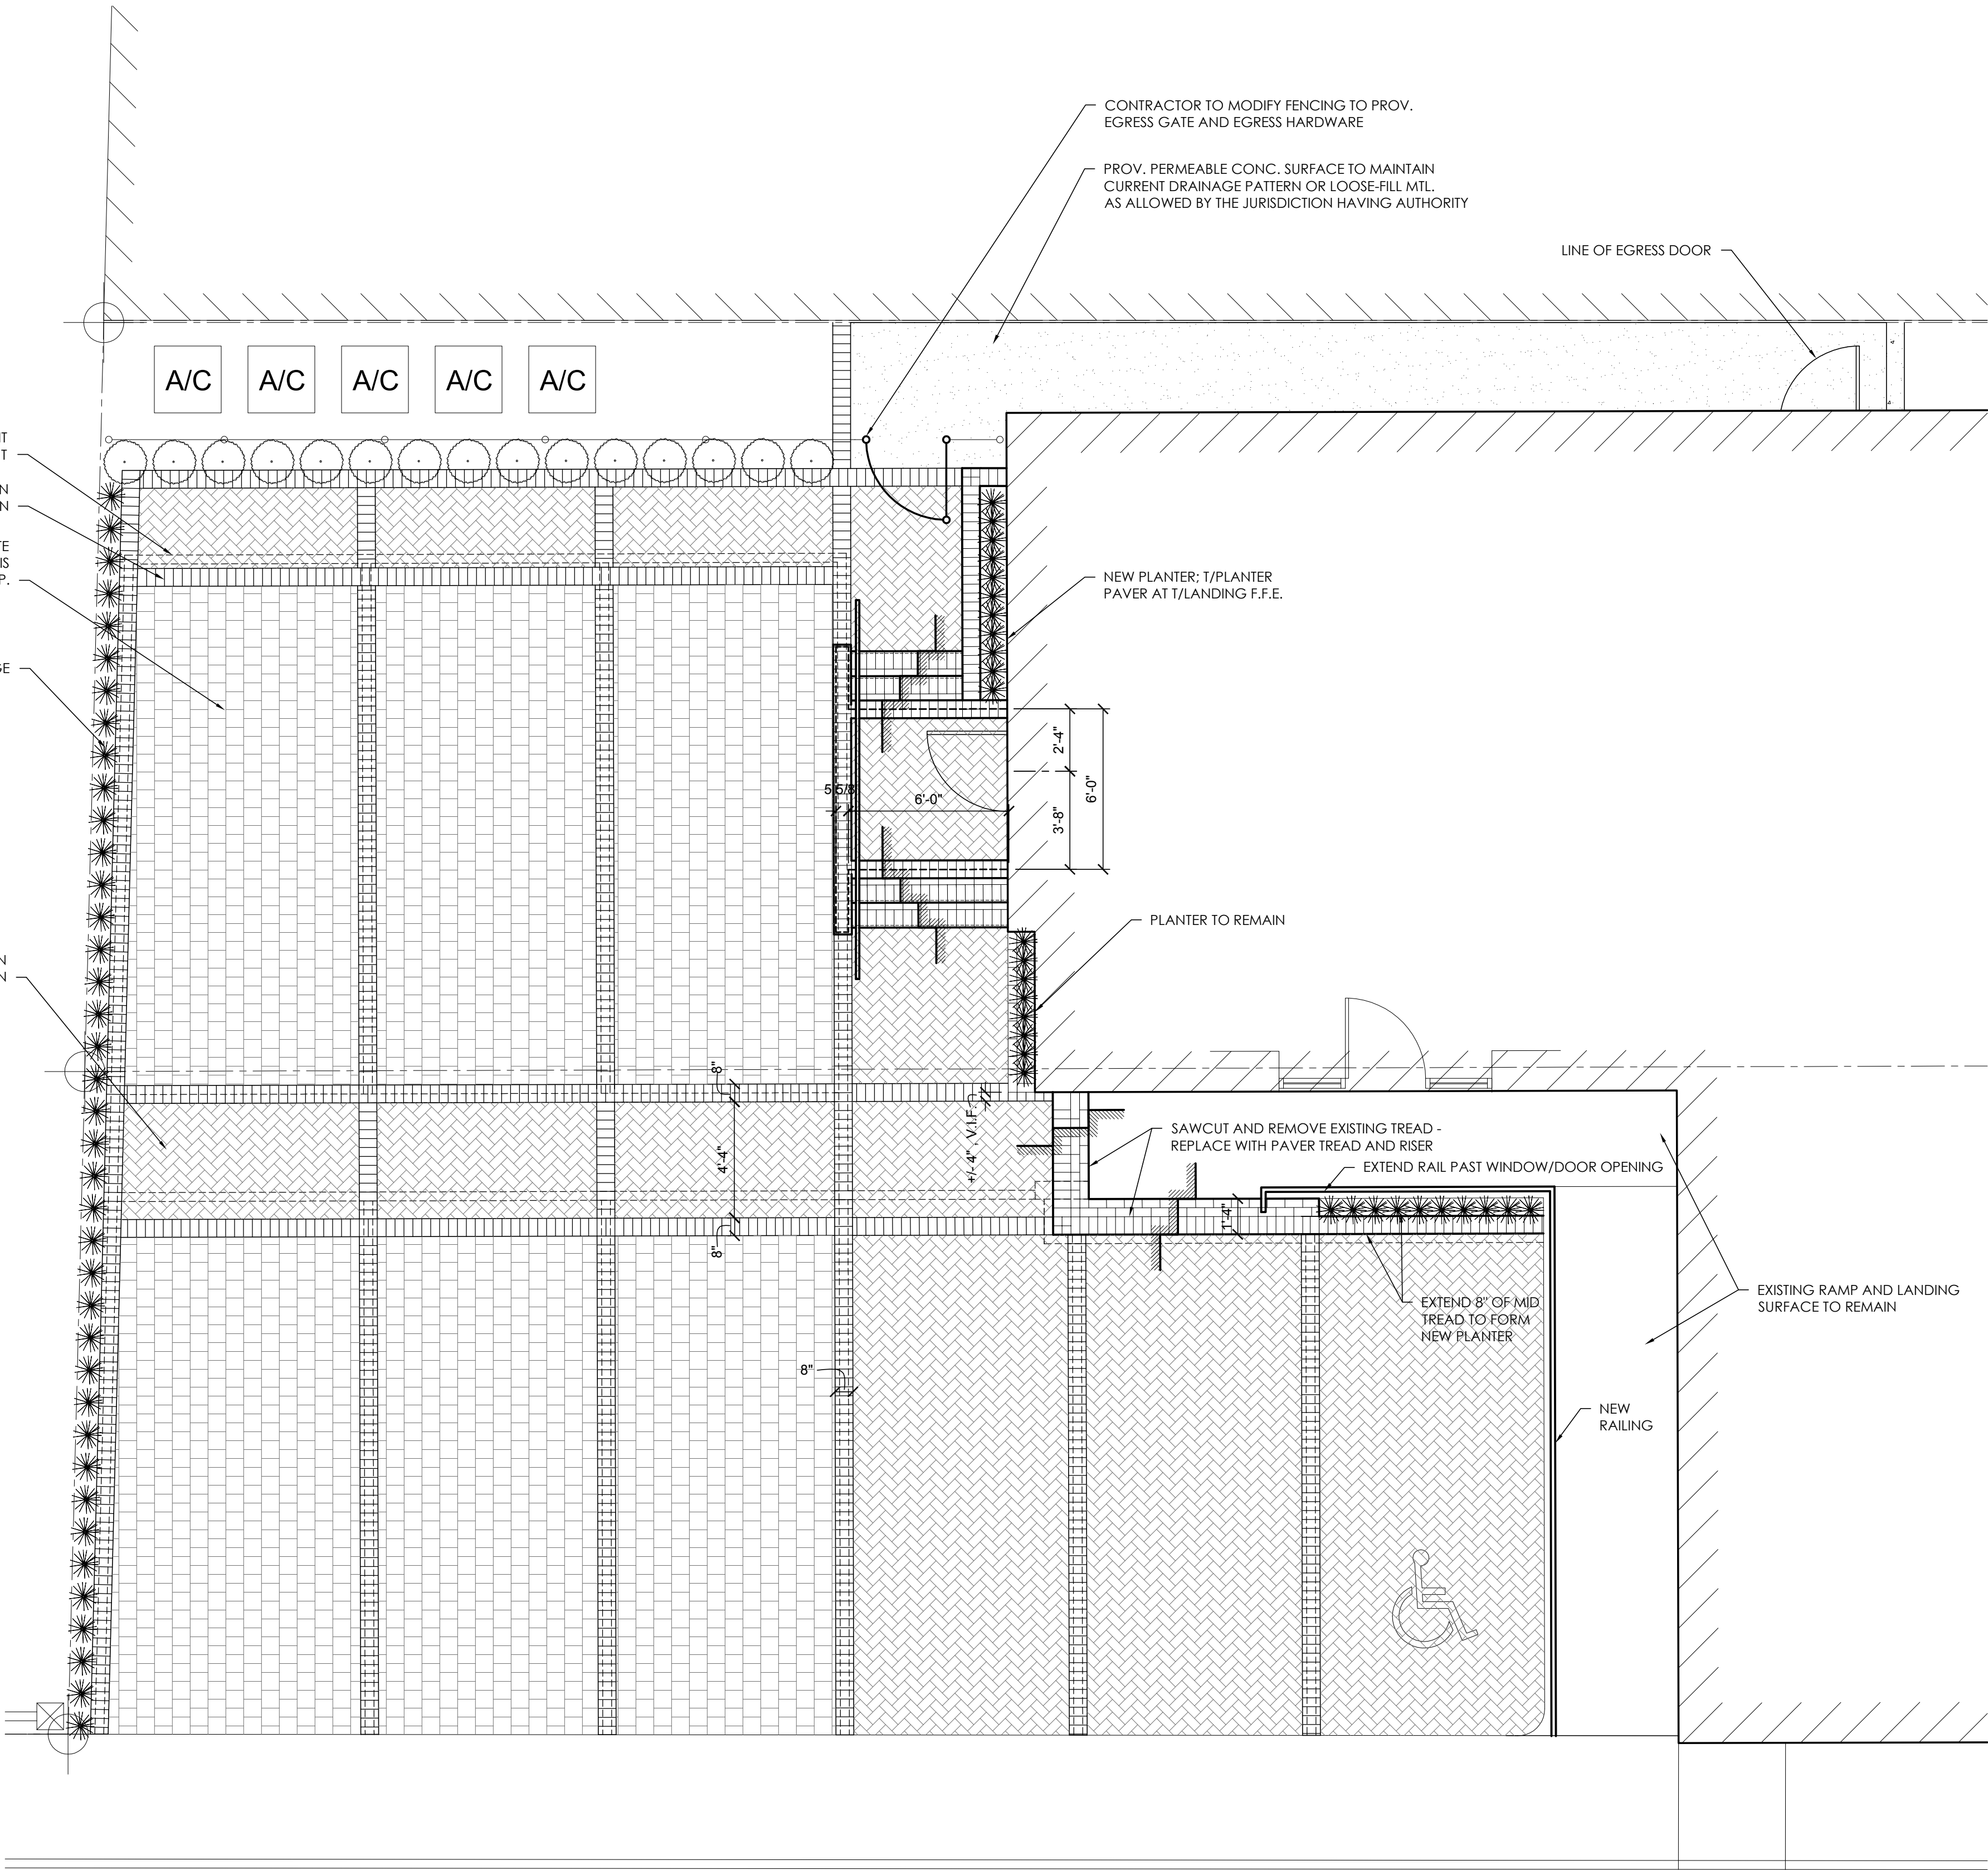 CONTRACTOR TO MODIFY FENCING TO PROV.
EGRESS GATE AND EGRESS HARDWARE
PROV. PERMEABLE CONC. SURFACE TO MAINTAIN
CURRENT DRAINAGE PATTERN OR LOOSE-FILL MTL.
AS ALLOWED BY THE JURISDICTION HAVING AUTHORITY
LINE OF EGRESS DOOR
A/C
A/C
A/C
A/C
A/C
NEW PLANTER; T/PLANTER
PAVER AT T/LANDING F.F.E.
2'-4"
6'-0"
3'-8"
5 5/8
6'-0"
PLANTER TO REMAIN
8"
4'-4"
8"
+/- 4" , V.I.F.
SAWCUT AND REMOVE EXISTING TREAD -
REPLACE WITH PAVER TREAD AND RISER
EXTEND RAIL PAST WINDOW/DOOR OPENING
1'-4"
EXTEND 8" OF MID
TREAD TO FORM
NEW PLANTER
EXISTING RAMP AND LANDING
SURFACE TO REMAIN
8"
NEW
RAILING